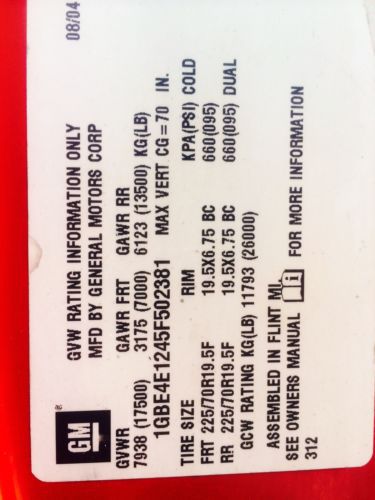 GM
®
08/04
GVW RATING INFORMATION ONLY
MFD BY GENERAL MOTORS CORP
GVWR GAWR FRT GAWR RR
7938 (17500) 3175 (7000) 6123 (13500) KG(LB)
1GBE4E1245F502381 MAX VERT CG=70 IN.
TIRE SIZE RIM KPA(PSI) COLD
FRT 225/70R19.5F 19.5X6.75 BC 660(095)
RR 225/70R19.5F 19.5X6.75 BC 660(095) DUAL
GCW RATING KG(LB) 11793 (26000)
ASSEMBLED IN FLINT MI.
SEE OWNERS MANUAL i FOR MORE INFORMATION
312